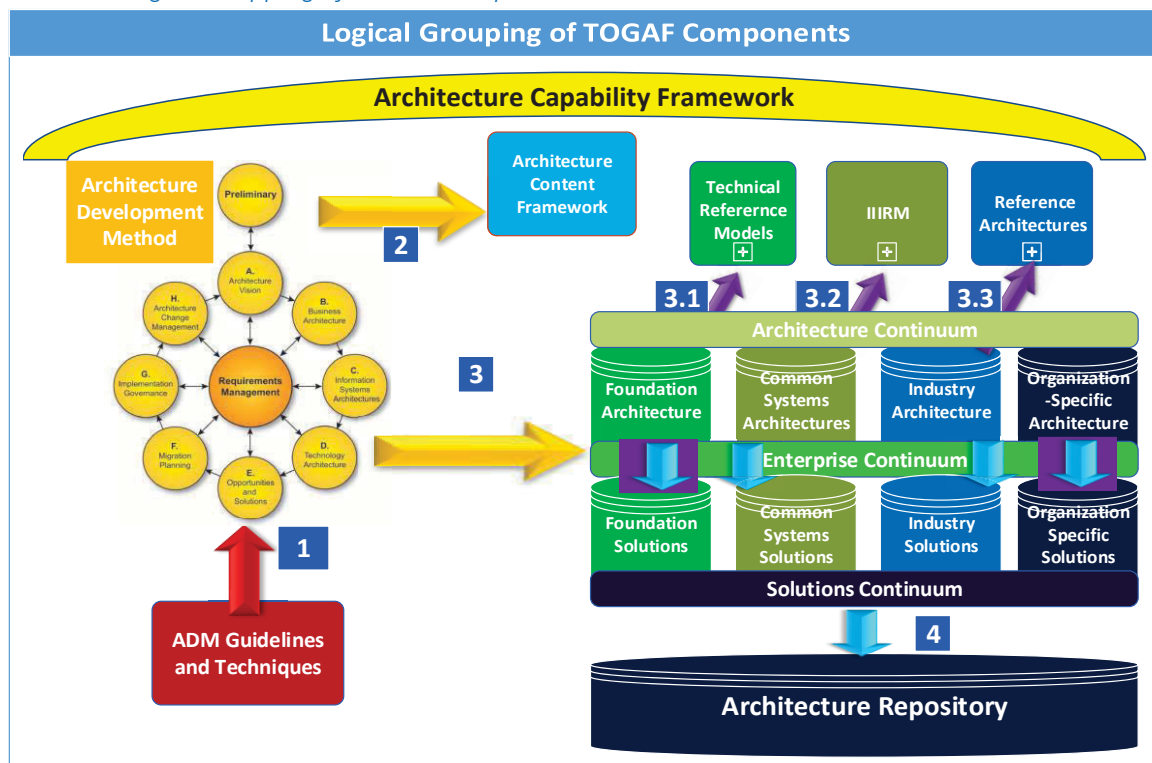 Logical Grouping of TOGAF Components
Architecture Capability Framework
Architecture
Development
Method
Preliminary
A.
Architecture
Vision
B.
Business
Architecture
C.
Information
Systems
Architectures
D.
Technology
Architecture
E.
Opportunities
and
Solutions
F.
Migration
Planning
G.
Implementation
Governance
H.
Architecture
Change
Management
Requirements
Management
2
Architecture
Content
Framework
Technical
Referernce
Models
IIIRM
Reference
Architectures
3.1
3.2
3.3
3
Architecture Continuum
Foundation
Architecture
Common
Systems
Architectures
Industry
Architecture
Organization
-Specific
Architecture
Enterprise Continuum
Foundation
Solutions
Common
Systems
Solutions
Industry
Solutions
Organization
Specific
Solutions
Solutions Continuum
1
ADM Guidelines
and Techniques
4
Architecture Repository